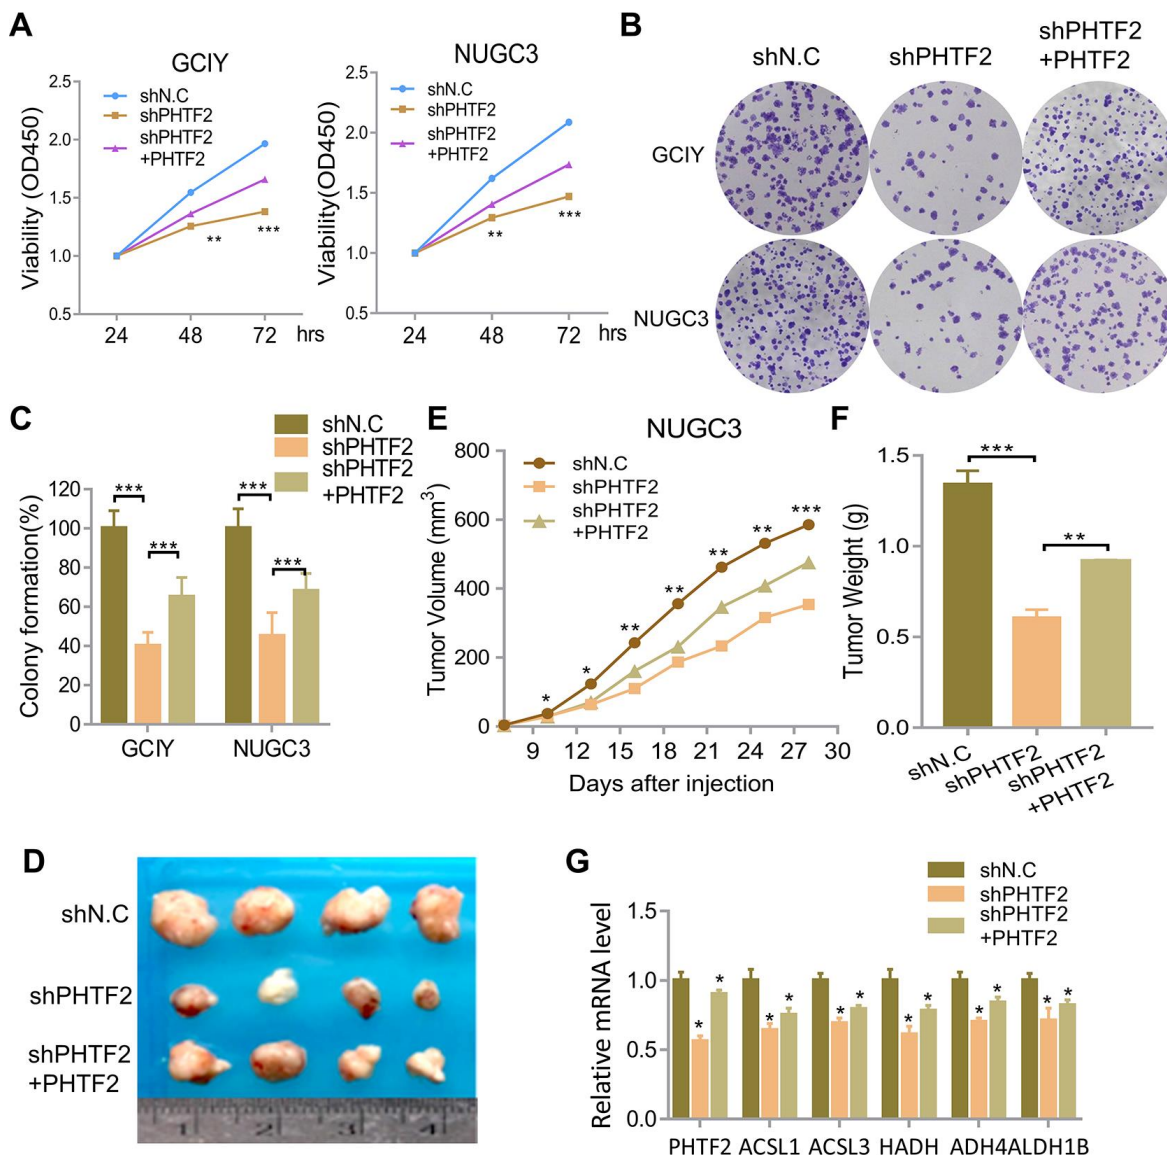 A
GCIY
Viability (OD450)
2.5
2.0
1.5
1.0
0.5
shN.C
shPHTF2
shPHTF2
+PHTF2
**
***
24
48
72
hrs
NUGC3
Viability(OD450)
2.5
2.0
1.5
1.0
0.5
shN.C
shPHTF2
shPHTF2
+PHTF2
**
***
24
48
72
hrs
B
shN.C
shPHTF2
shPHTF2
+PHTF2
GCIY
NUGC3
C
shN.C
shPHTF2
shPHTF2
+PHTF2
Colony formation(%)
120
100
80
60
40
20
0
***
***
***
***
GCIY
NUGC3
E
NUGC3
Tumor Volume (mm3)
800
600
400
200
0
shN.C
shPHTF2
shPHTF2
+PHTF2
*
*
**
**
**
**
***
9
12
15
18
21
24
27
30
Days after injection
F
Tumor Weight (g)
1.5
1.0
0.5
0.0
***
**
shN.C
shPHTF2
shPHTF2
+PHTF2
D
shN.C
shPHTF2
shPHTF2
+PHTF2
1
2
3
4
G
shN.C
shPHTF2
shPHTF2
+PHTF2
Relative mRNA level
1.5
1.0
0.5
0.0
*
*
*
*
*
*
*
*
*
*
*
*
PHTF2
ACSL1
ACSL3
HADH
ADH4
ALDH1B